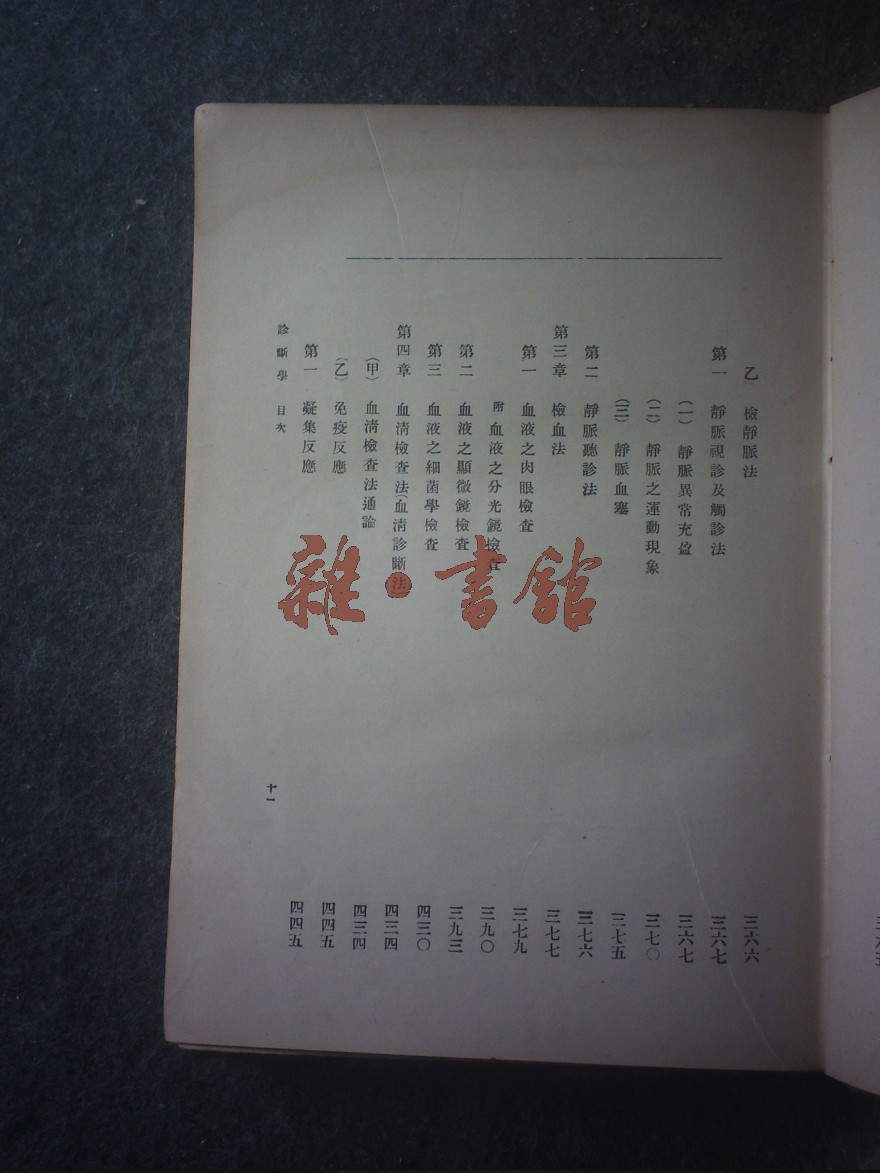 乙 檢靜脈法 三六六
第一 靜脈視診及觸診法 三六七
(一) 靜脈異常充盈 三六七
(二) 靜脈之運動現象 三七〇
(三) 靜脈血塞 三七五
第二 靜脈聽診法 三七六
第三章 檢血法 三七七
第一 血液之肉眼檢查 三七九
附 血液之分光鏡檢查 三九〇
第二 血液之顯微鏡檢查 三九三
第三 血液之細菌學檢查 四三〇
第四章 血淸檢查法(血淸診斷法) 四三四
(甲) 血淸檢查法通論 四三四
(乙) 免疫反應 四四五
第一 凝集反應 四四五
診斷學 目次
十一
雜·書館